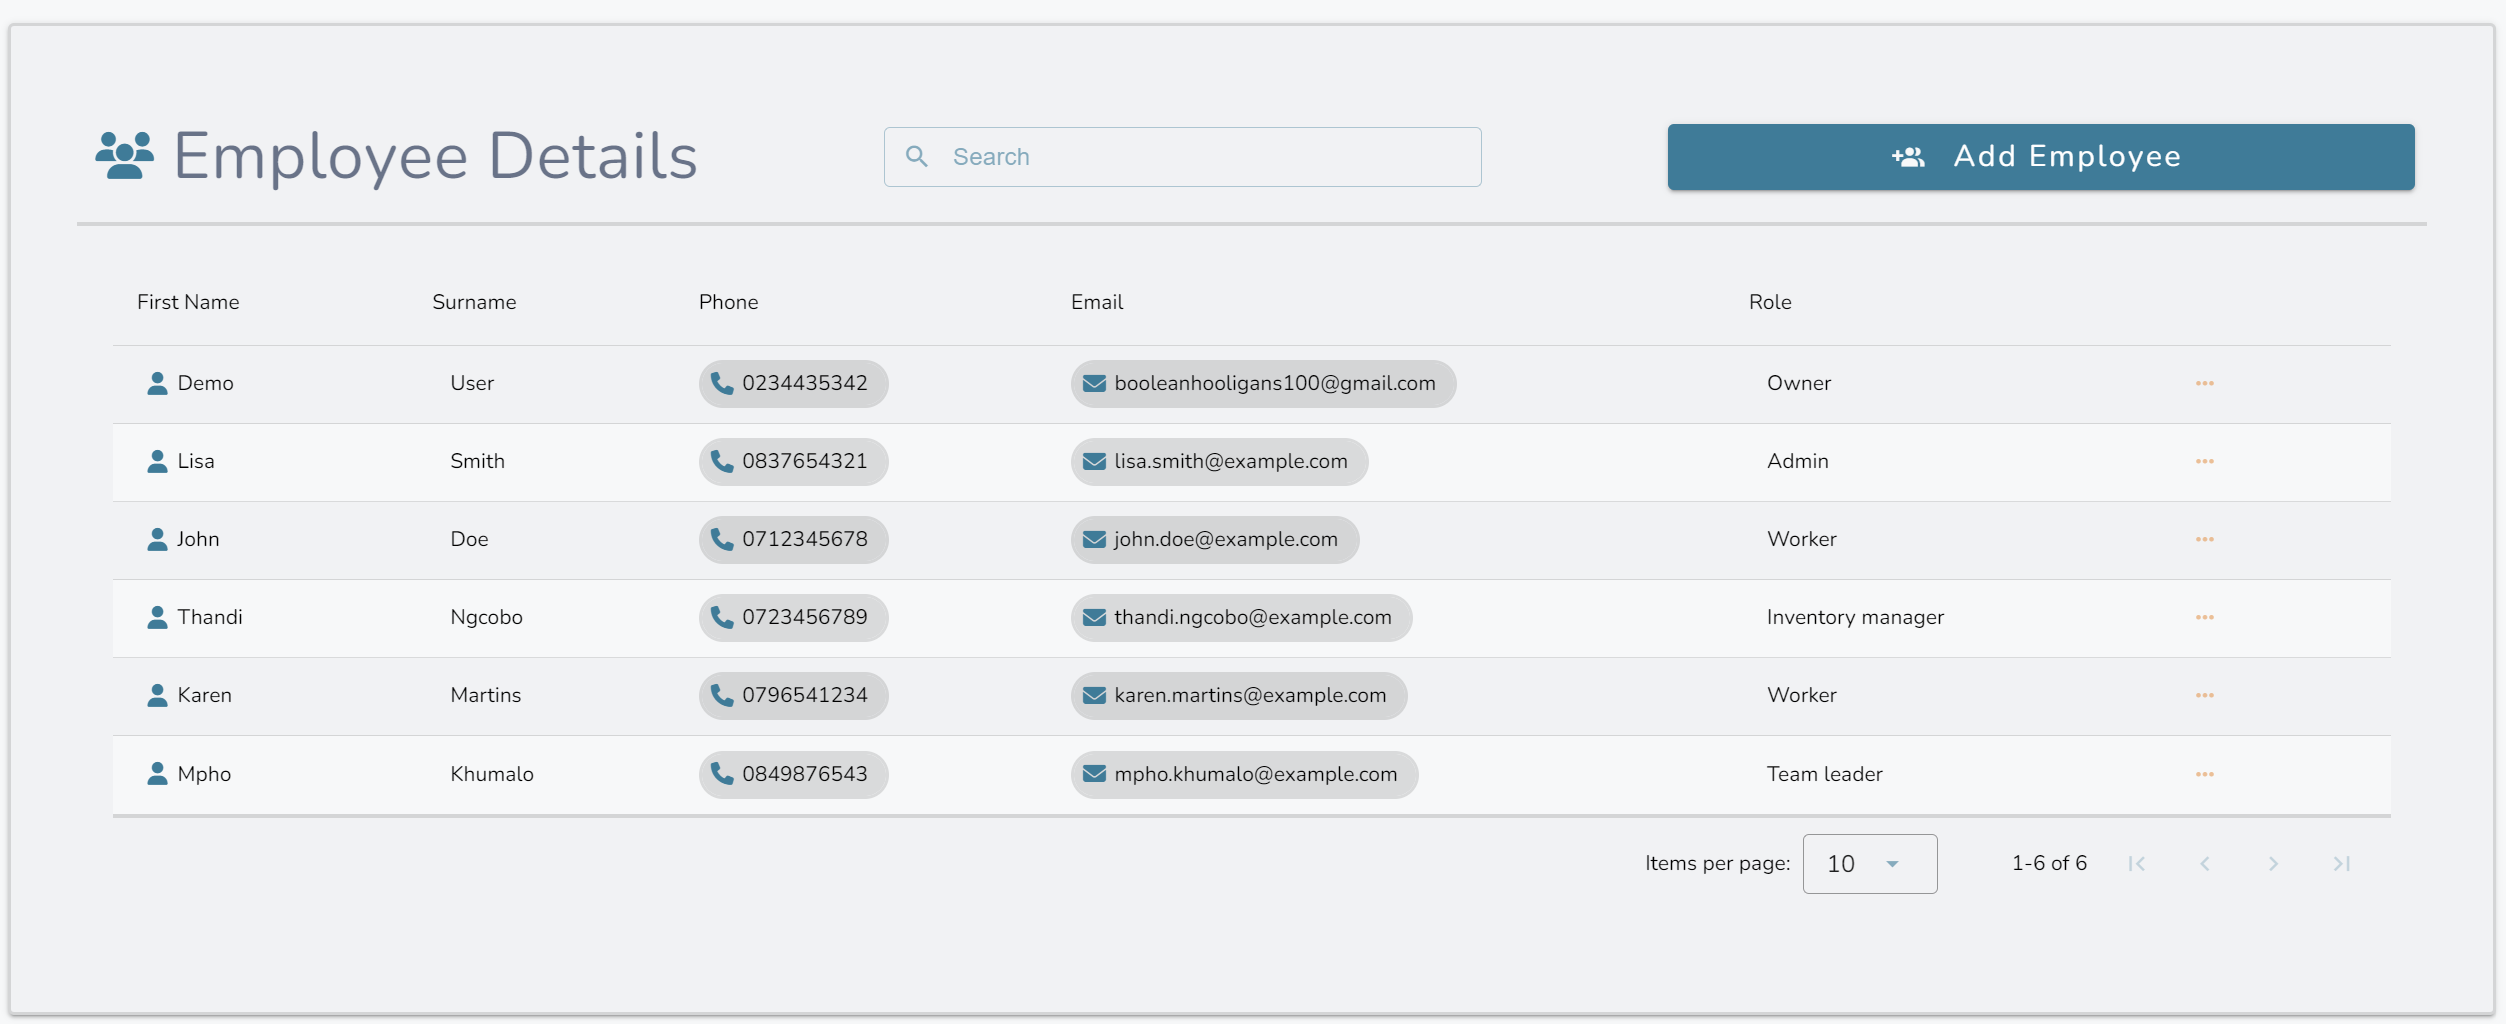 Employee Details
Search
Add Employee
First Name Surname Phone Email Role
Demo User 0234435342 booleanhooligans100@gmail.com Owner
Lisa Smith 0837654321 lisa.smith@example.com Admin
John Doe 0712345678 john.doe@example.com Worker
Thandi Ngcobo 0723456789 thandi.ngcobo@example.com Inventory manager
Karen Martins 0796541234 karen.martins@example.com Worker
Mpho Khumalo 0849876543 mpho.khumalo@example.com Team leader
Items per page: 10 1-6 of 6